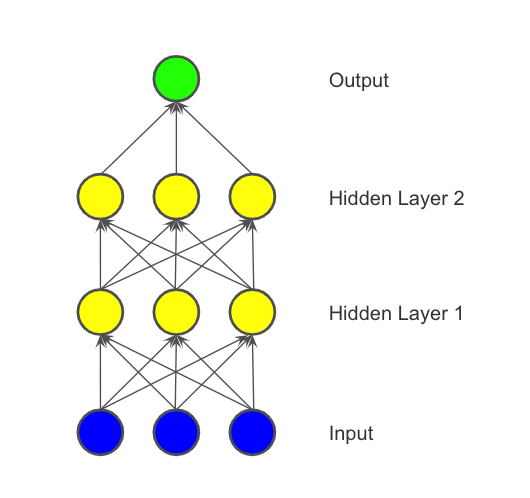 Output
Hidden Layer 2
Hidden Layer 1
Input